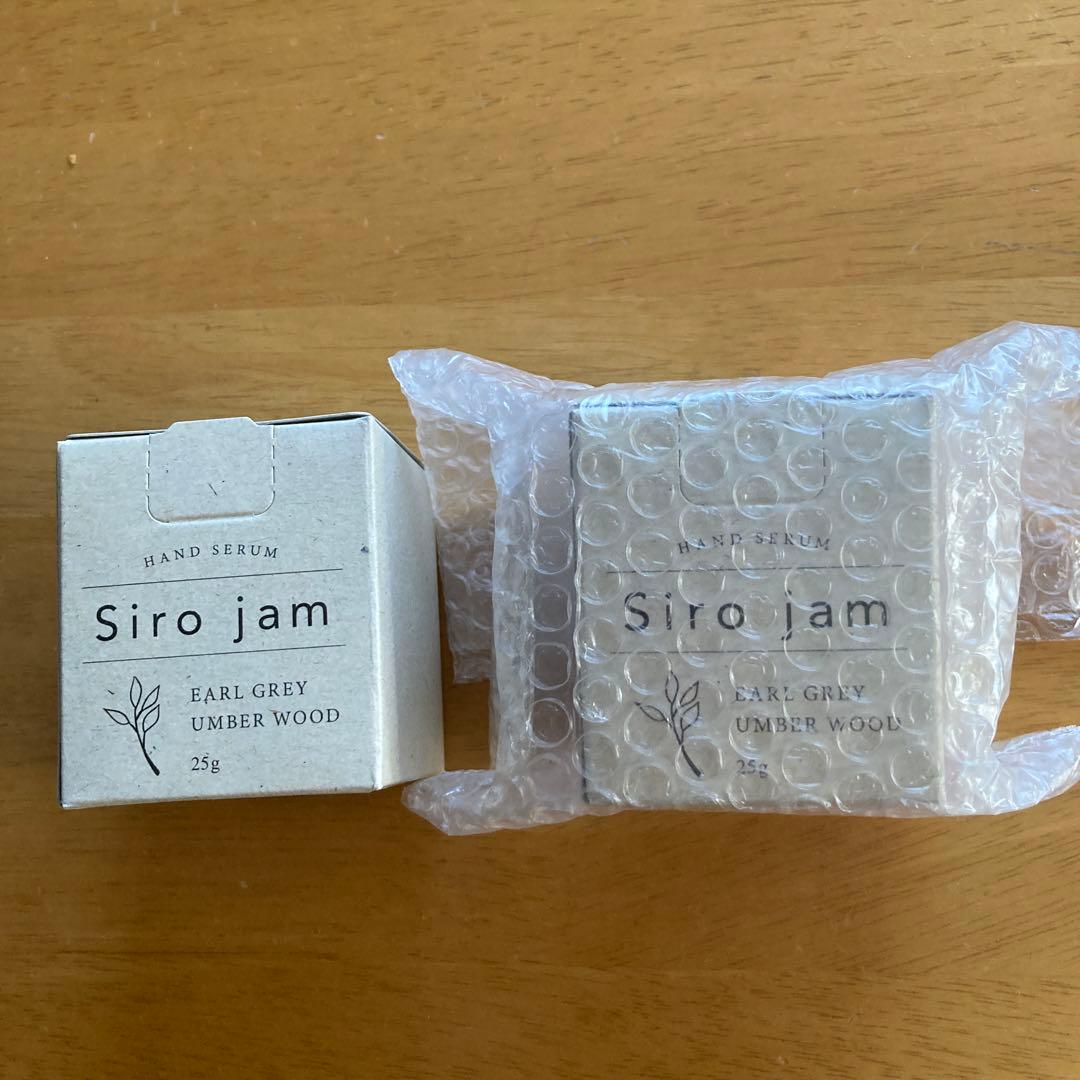 HAND SERUM
Siro jam
EARL GREY
UMBER WOOD
25g
HAND SERUM
Siro jam
EARL GREY
UMBER WOOD
25g